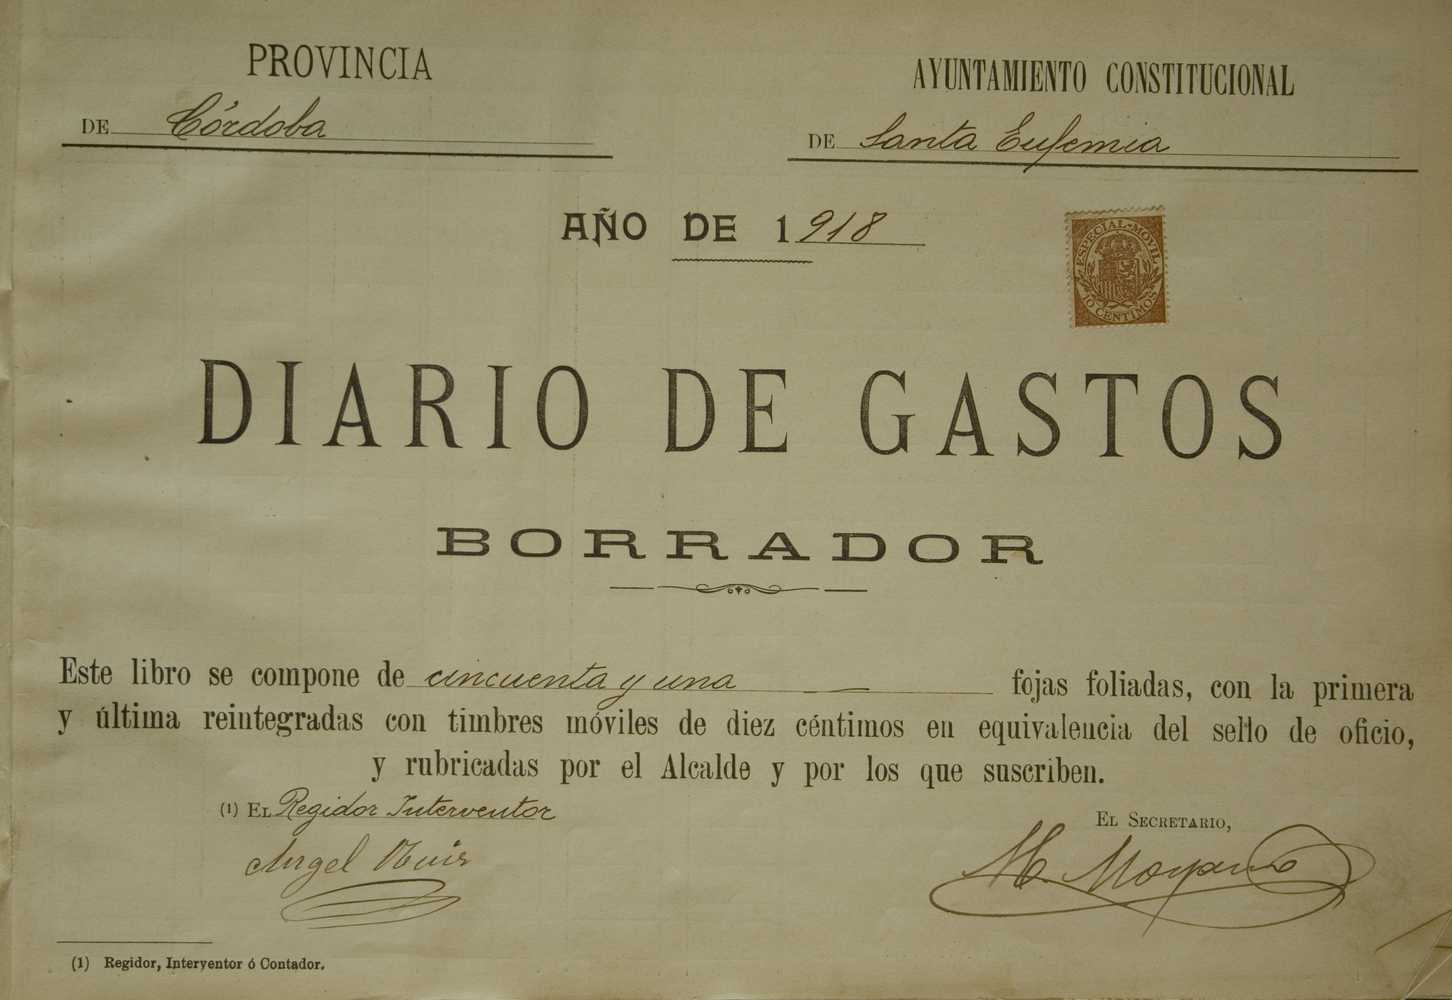 PROVINCIA
DE Córdoba
AYUNTAMIENTO CONSTITUCIONAL
DE Santa Eufemia
AÑO DE 1918
ESPECIAL-MOVIL
10 CENTIMOS
DIARIO DE GASTOS
BORRADOR
Este libro se compone de cincuenta y una fojas foliadas, con la primera
y última reintegradas con timbres móviles de diez céntimos en equivalencia del sello de oficio,
y rubricadas por el Alcalde y por los que suscriben.
(1) EL Regidor Interventor
EL SECRETARIO,
Angel Ruis
M. Moyano
(1) Regidor, Interventor ó Contador.